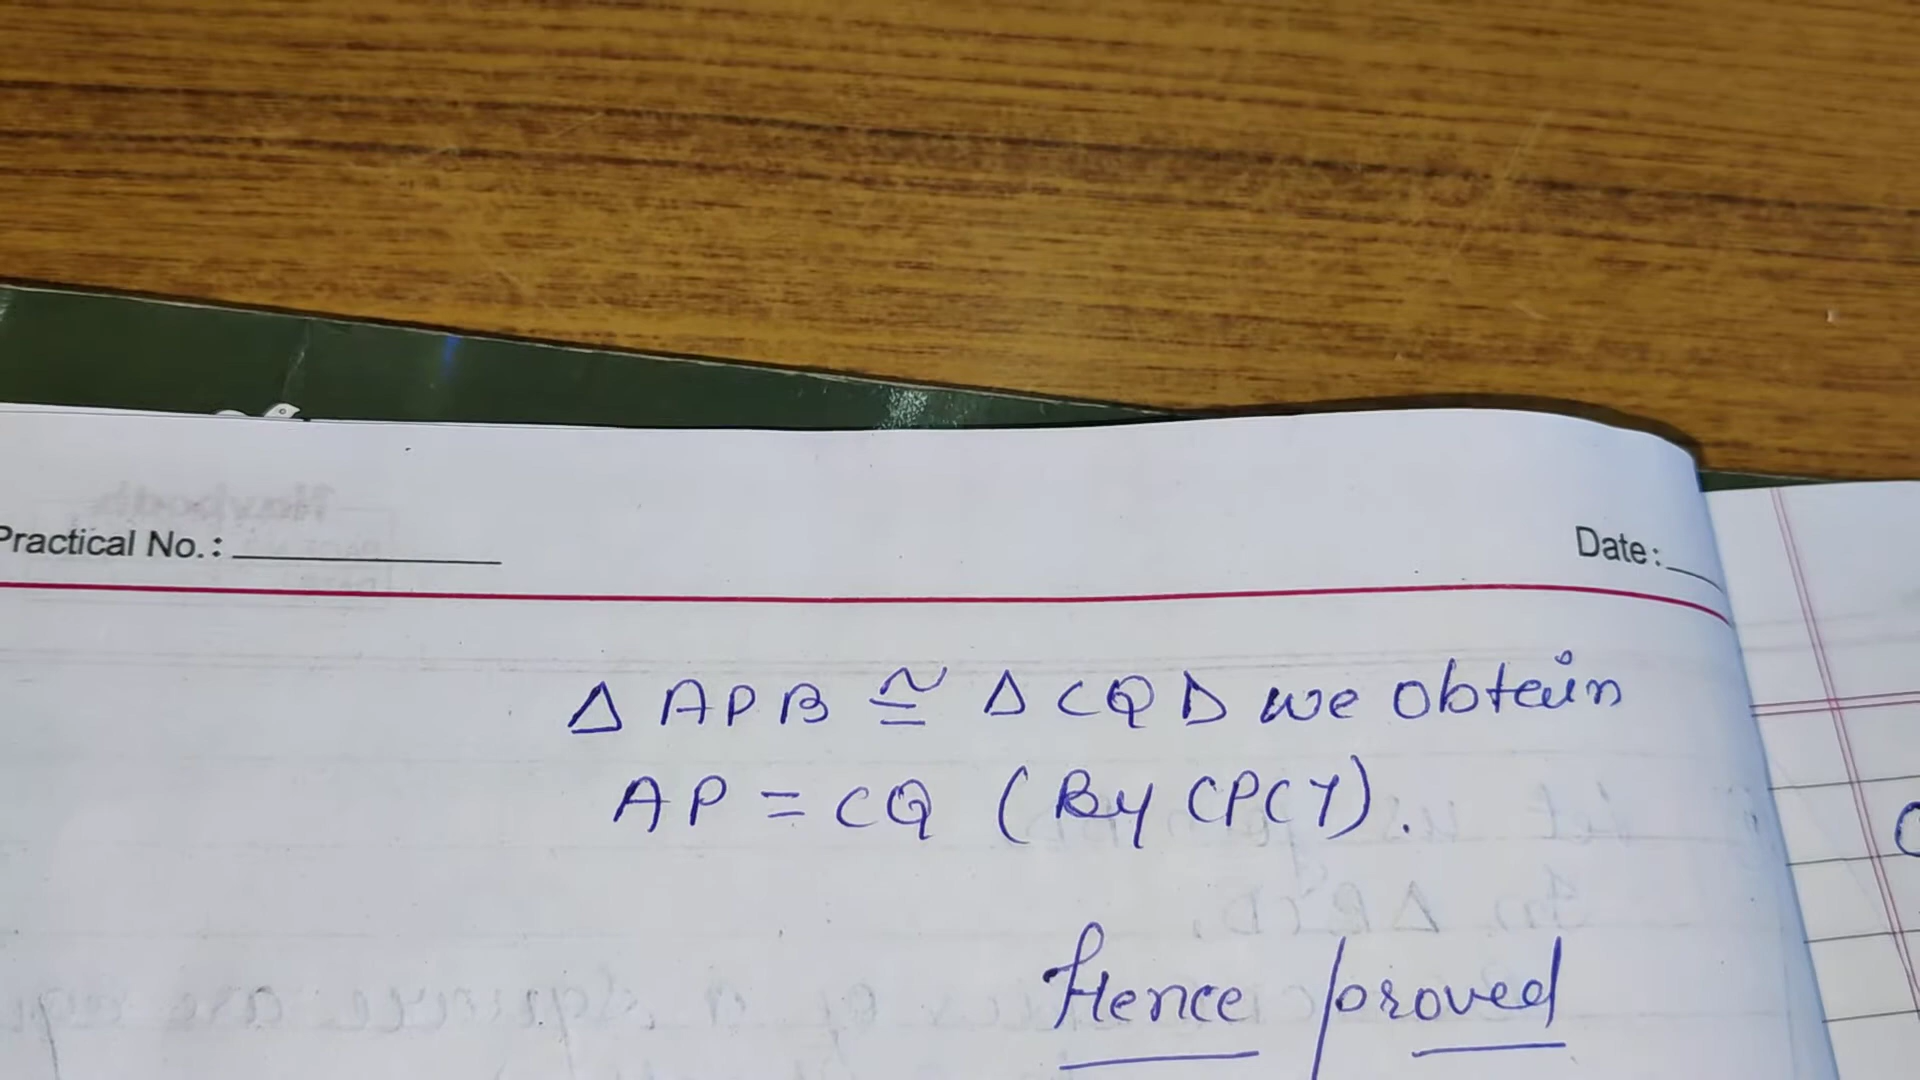 Practical No.:
Date:
Δ APB ≅ Δ CQD we obtain
AP = CQ (By CPCT).
Hence proved